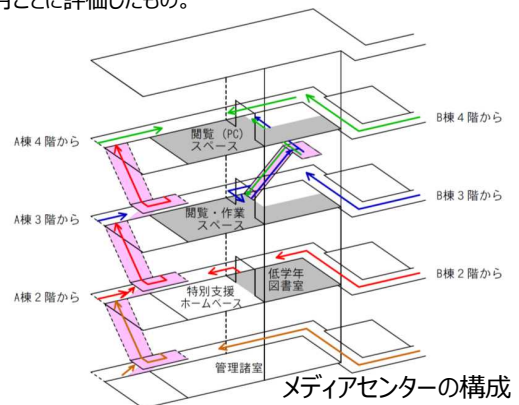 月ごとに評価したもの。
A棟4階から
閲覧（PC）
スペース
B棟4階から
A棟3階から
閲覧・作業
スペース
B棟3階から
A棟2階から
特別支援
ホームベース
低学年
図書室
B棟2階から
管理諸室
メディアセンターの構成